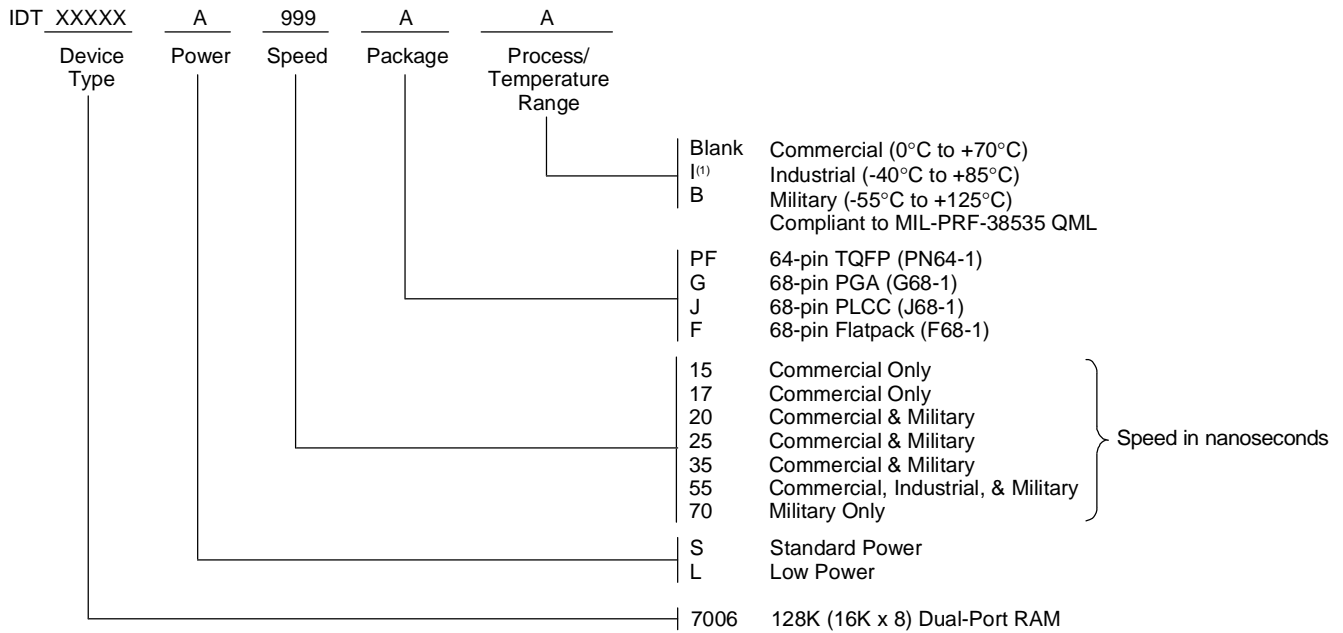 IDT XXXXX A 999 A A
Device Type Power Speed Package Process/ Temperature Range
Blank Commercial (0°C to +70°C)
I(1) Industrial (-40°C to +85°C)
B Military (-55°C to +125°C)
Compliant to MIL-PRF-38535 QML
PF 64-pin TQFP (PN64-1)
G 68-pin PGA (G68-1)
J 68-pin PLCC (J68-1)
F 68-pin Flatpack (F68-1)
15 Commercial Only
17 Commercial Only
20 Commercial & Military
25 Commercial & Military
35 Commercial & Military
55 Commercial, Industrial, & Military
70 Military Only
Speed in nanoseconds
S Standard Power
L Low Power
7006 128K (16K x 8) Dual-Port RAM